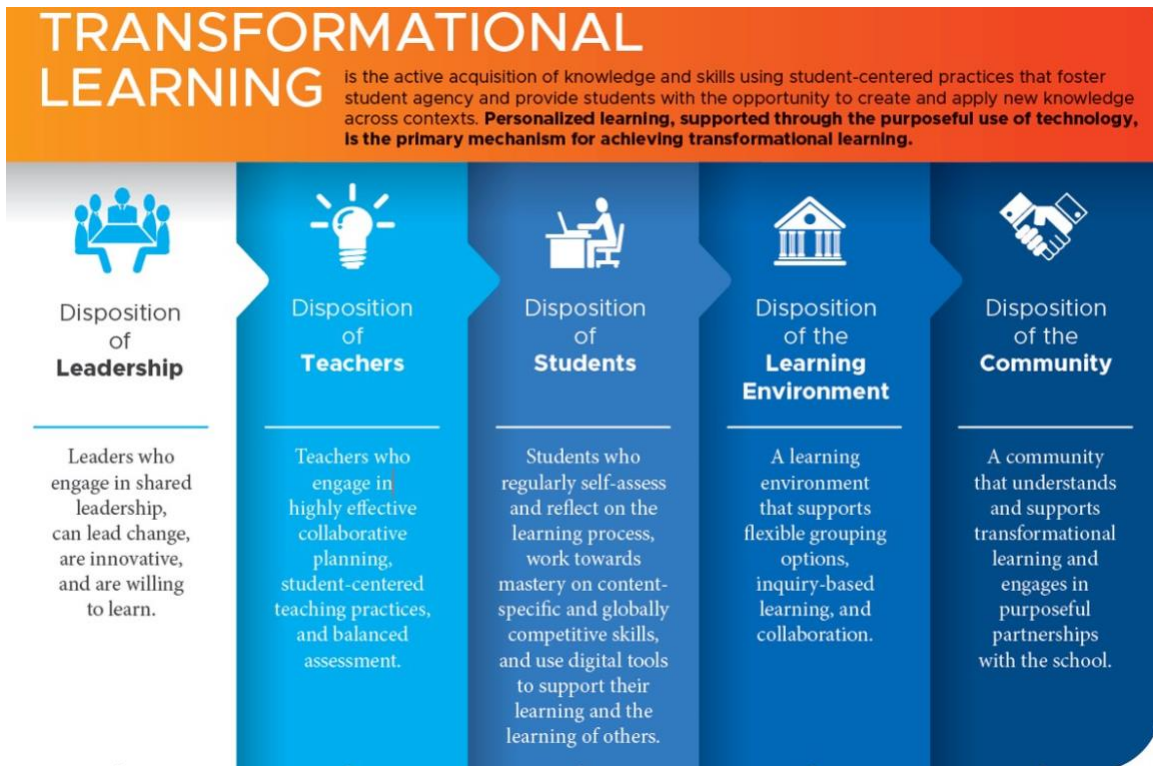 TRANSFORMATIONAL
LEARNING
is the active acquisition of knowledge and skills using student-centered practices that foster
student agency and provide students with the opportunity to create and apply new knowledge
across contexts. Personalized learning, supported through the purposeful use of technology,
is the primary mechanism for achieving transformational learning.
Disposition
of
Leadership
Leaders who
engage in shared
leadership,
can lead change,
are innovative,
and are willing
to learn.
Disposition
of
Teachers
Teachers who
engage in
highly effective
collaborative
planning,
student-centered
teaching practices,
and balanced
assessment.
Disposition
of
Students
Students who
regularly self-assess
and reflect on the
learning process,
work towards
mastery on content-
specific and globally
competitive skills,
and use digital tools
to support their
learning and the
learning of others.
Disposition
of the
Learning
Environment
A learning
environment
that supports
flexible grouping
options,
inquiry-based
learning, and
collaboration.
Disposition
of the
Community
A community
that understands
and supports
transformational
learning and
engages in
purposeful
partnerships
with the school.